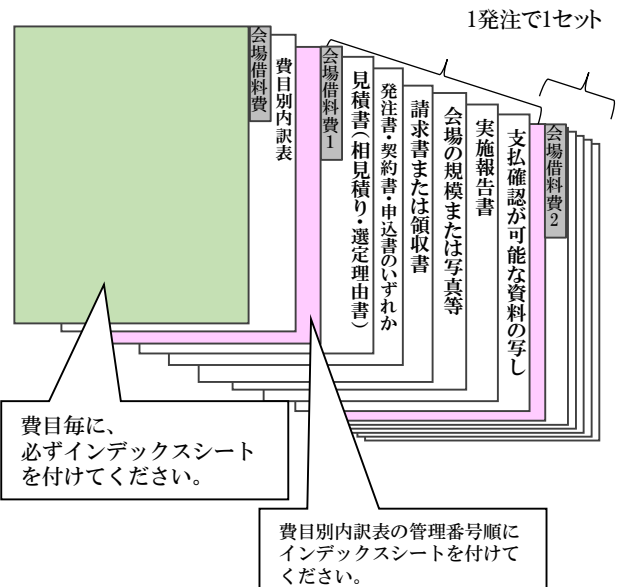 1発注で1セット
会場借料費
費目別内訳表
会場借料費1
見積書(相見積り・選定理由書)
発注書・契約書・申込書のいずれか
請求書または領収書
会場の規模または写真等
実施報告書
支払確認が可能な資料の写し
会場借料費2
費目毎に、
必ずインデックスシート
を付けてください。
費目別内訳表の管理番号順に
インデックスシートを付けて
ください。